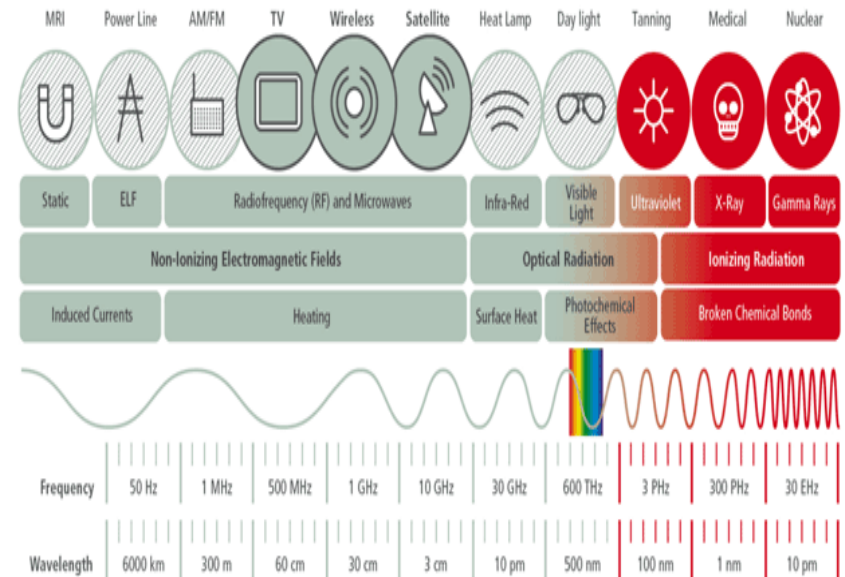 MRI Power Line AM/FM TV Wireless Satellite Heat Lamp Day light Tanning Medical Nuclear
Static ELF Radiofrequency (RF) and Microwaves Infra-Red Visible Light Ultraviolet X-Ray Gamma Rays
Non-Ionizing Electromagnetic Fields Optical Radiation Ionizing Radiation
Induced Currents Heating Surface Heat Photochemical Effects Broken Chemical Bonds
Frequency 50 Hz 1 MHz 500 MHz 1 GHz 10 GHz 30 GHz 600 THz 3 PHz 300 PHz 30 EHz
Wavelength 6000 km 300 m 60 cm 30 cm 3 cm 10 pm 500 nm 100 nm 1 nm 10 pm